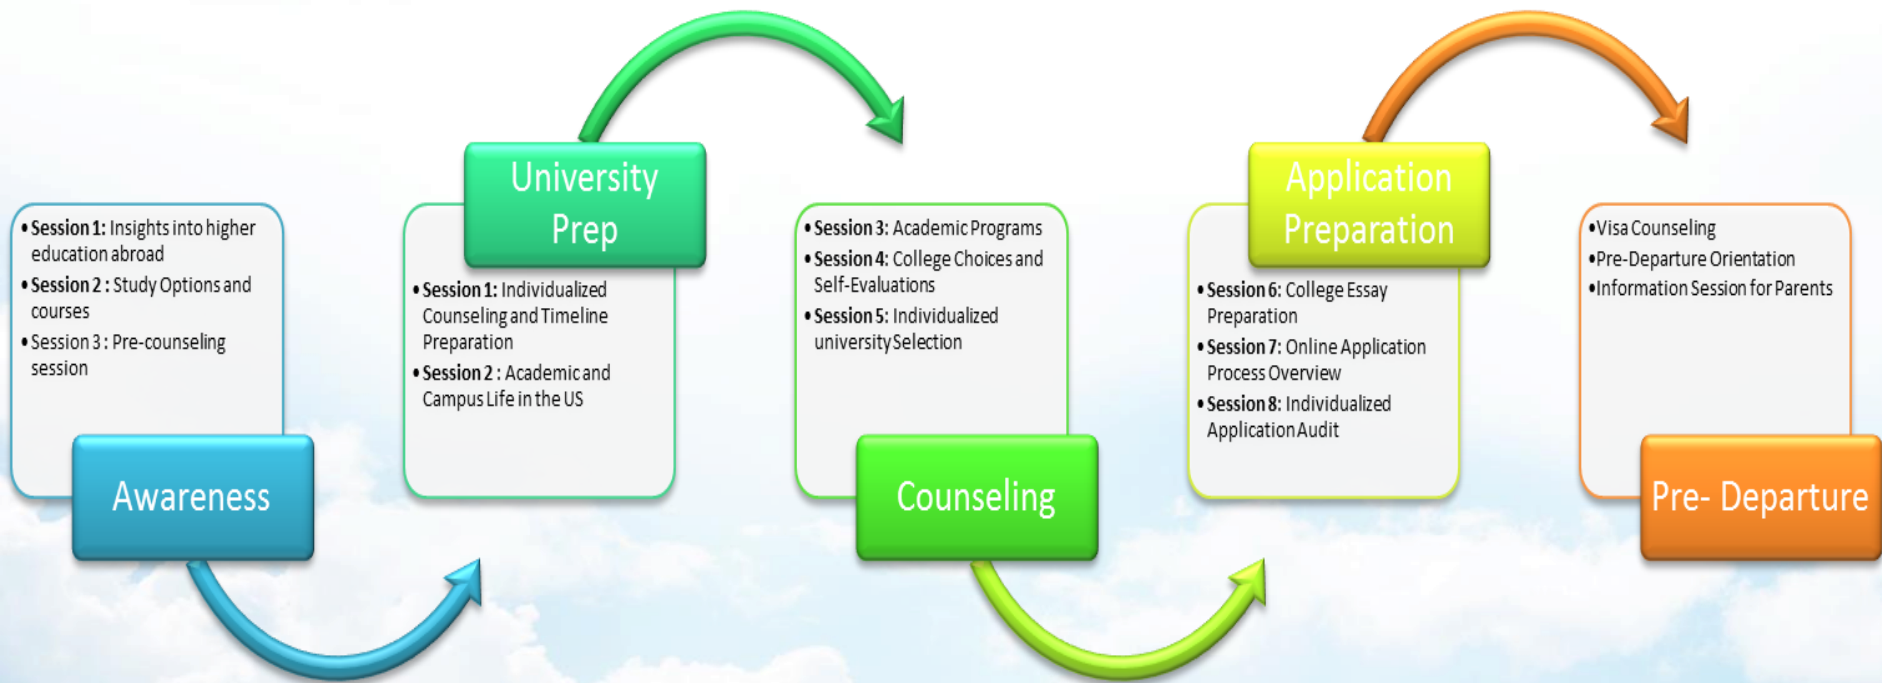 • Session 1: Insights into higher
education abroad
• Session 2 : Study Options and
courses
• Session 3 : Pre-counseling
session
Awareness
University
Prep
• Session 1: Individualized
Counseling and Timeline
Preparation
• Session 2 : Academic and
Campus Life in the US
• Session 3: Academic Programs
• Session 4: College Choices and
Self-Evaluations
• Session 5: Individualized
university Selection
Counseling
Application
Preparation
• Session 6: College Essay
Preparation
• Session 7: Online Application
Process Overview
• Session 8: Individualized
Application Audit
•Visa Counseling
•Pre-Departure Orientation
•Information Session for Parents
Pre- Departure